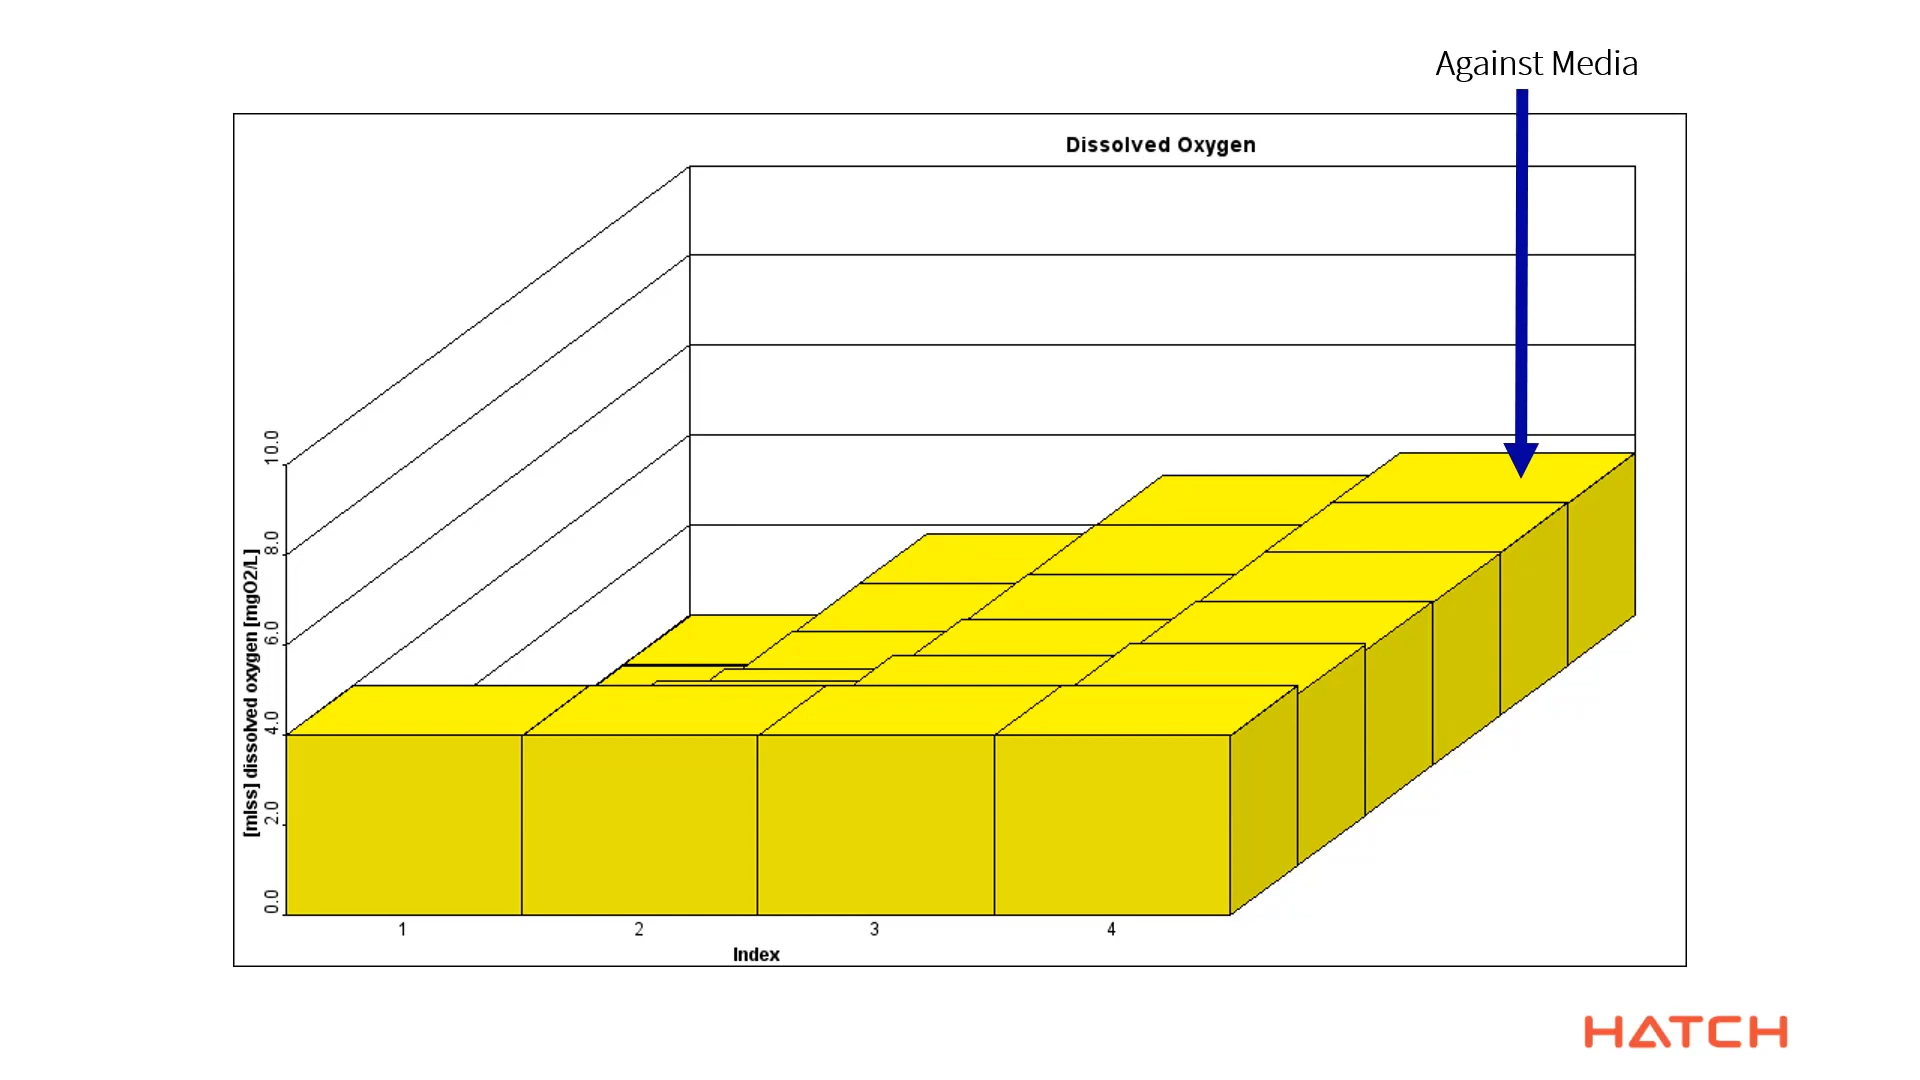 Against Media
Dissolved Oxygen
[mlss] dissolved oxygen [mgO2/L]
10.0
8.0
6.0
4.0
2.0
0.0
1 2 3 4
Index
HATCH